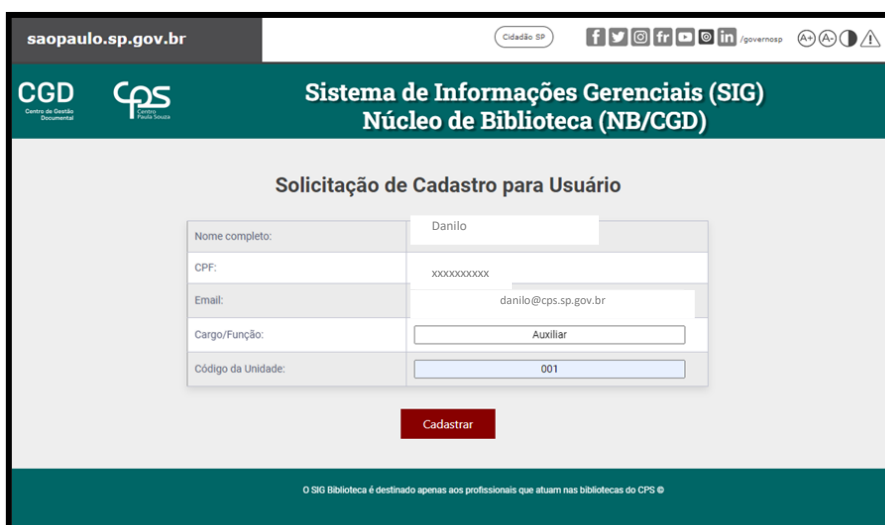 saopaulo.sp.gov.br
Cidadão SP
/governosp
A+ A-
CGD
Centro de Gestão
Documental
CPS
Centro
Paula Souza
Sistema de Informações Gerenciais (SIG)
Núcleo de Biblioteca (NB/CGD)
Solicitação de Cadastro para Usuário
Nome completo: Danilo
CPF: xxxxxxxxxx
Email: danilo@cps.sp.gov.br
Cargo/Função: Auxiliar
Código da Unidade: 001
Cadastrar
O SIG Biblioteca é destinado apenas aos profissionais que atuam nas bibliotecas do CPS ©